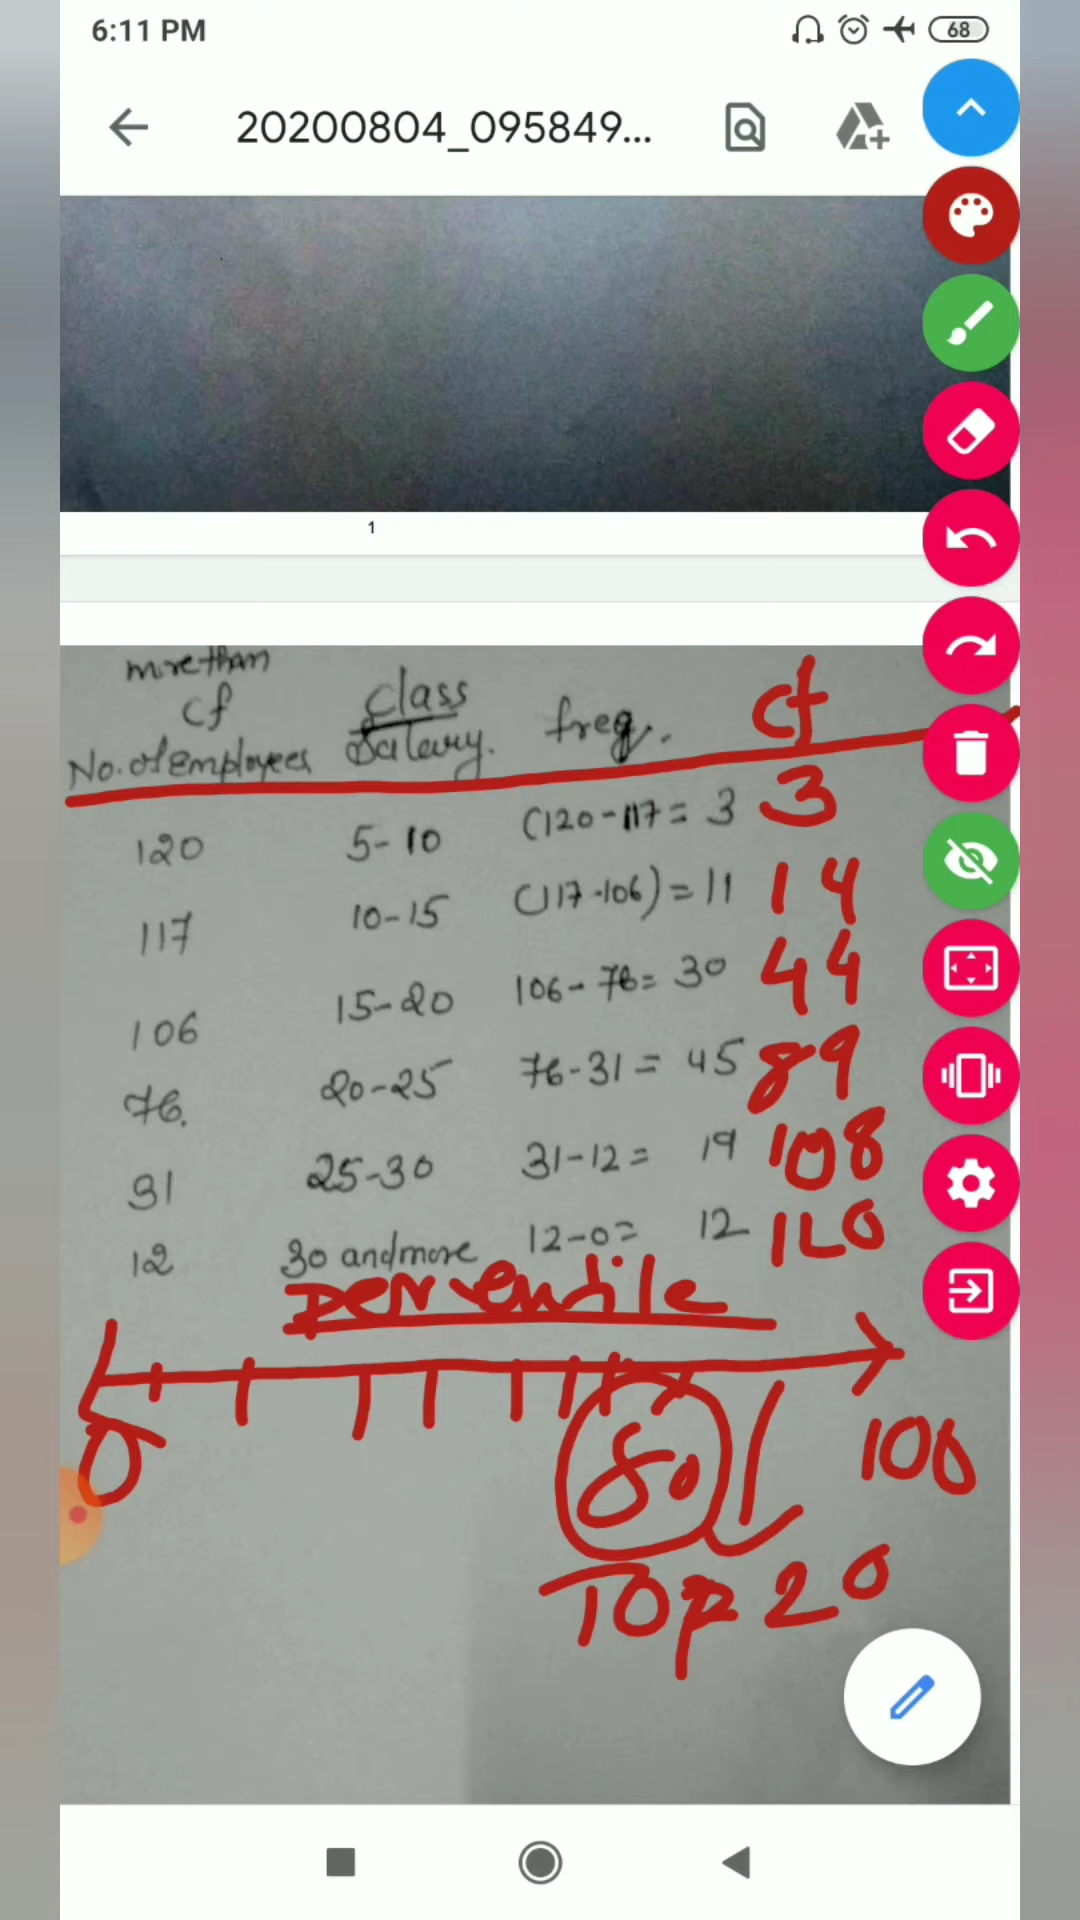 6:11 PM
68
20200804_095849...
1
more than
cf
No. of Employees
class
Salary.
freq.
cf
120 5-10 (120-117= 3 3
117 10-15 (117-106)=11 14
106 15-20 106-76= 30 44
76. 20-25 76-31= 45 89
31 25-30 31-12= 19 108
12 30 and more 12-0= 12 120
Percentile
0 80 100
Top 20